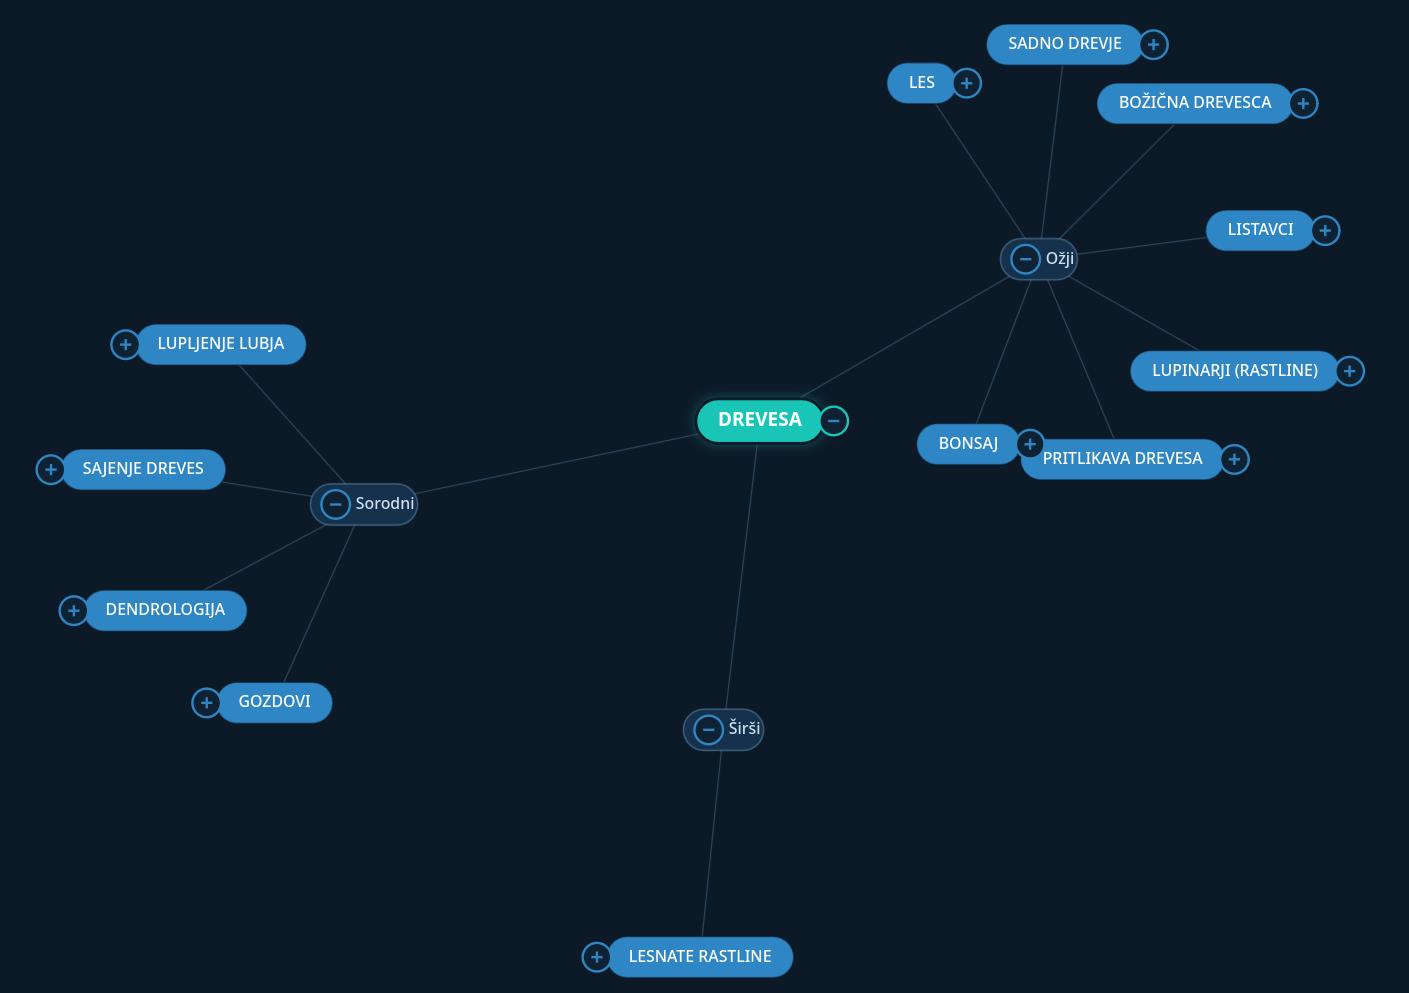 SADNO DREVJE
LES
BOŽIČNA DREVESCA
LISTAVCI
Ožji
LUPLJENJE LUBJA
LUPINARJI (RASTLINE)
DREVESA
BONSAJ
PRITLIKAVA DREVESA
SAJENJE DREVES
Sorodni
DENDROLOGIJA
GOZDOVI
Širši
LESNATE RASTLINE